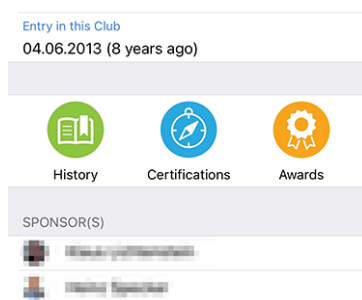 Entry in this Club
04.06.2013 (8 years ago)
History Certifications Awards
SPONSOR(S)